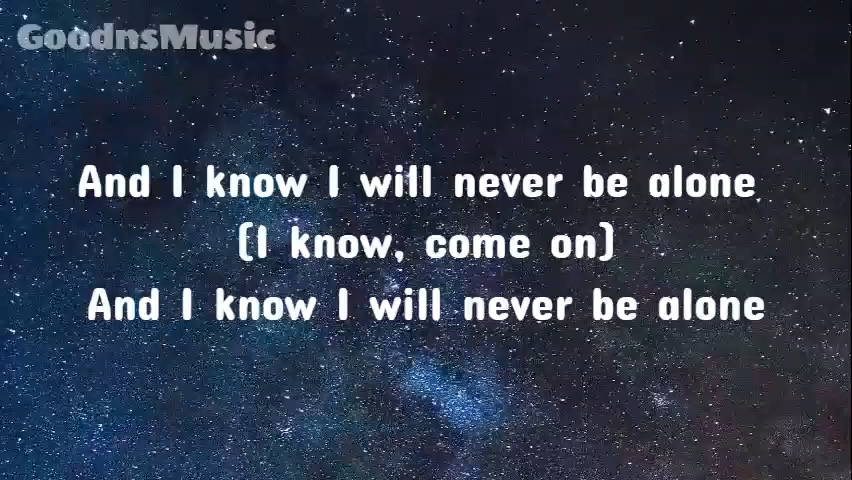 GoodnsMusic
And I know I will never be alone
(I know, come on)
And I know I will never be alone